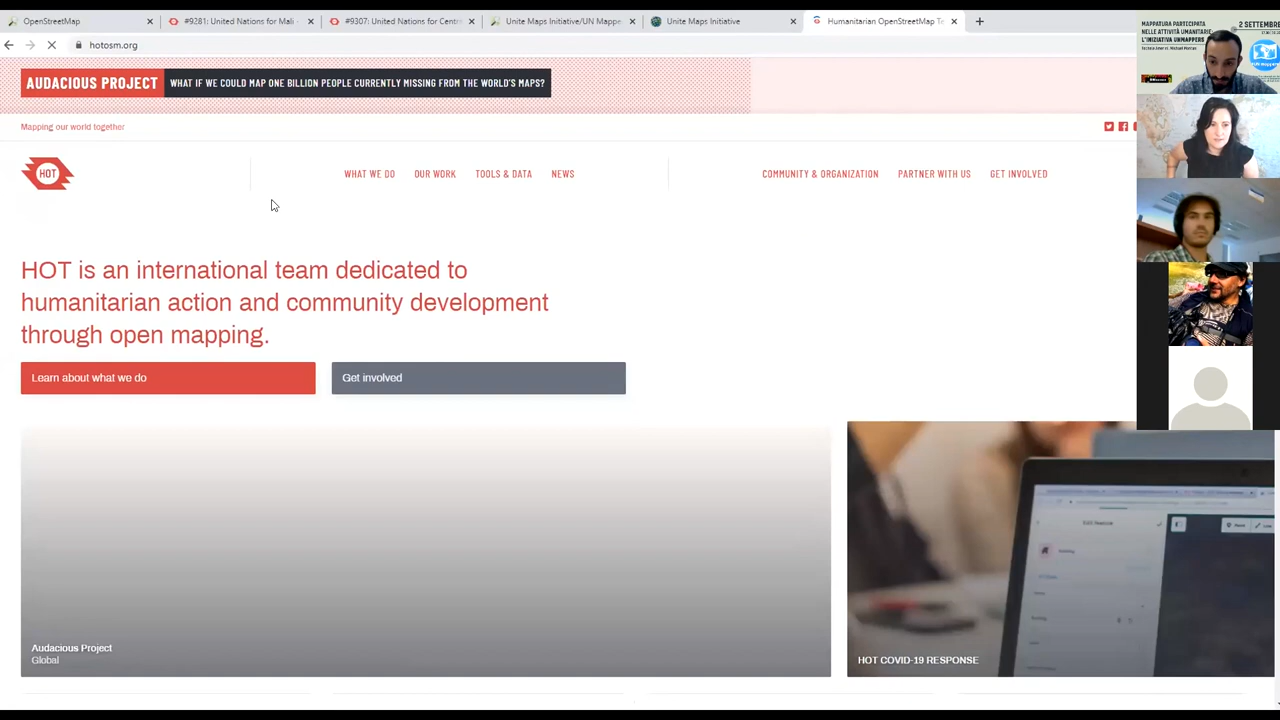 OpenStreetMap
#9281: United Nations for Mali -
#9307: United Nations for Centr
Unite Maps Initiative/UN Mappe
Unite Maps Initiative
Humanitarian OpenStreetMap Te
hotosm.org
MAPPATURA PARTECIPATA
NELLE ATTIVITÀ UMANITARIE:
L'INIZIATIVA UNMAPPERS
2 SETTEMBRE
AUDACIOUS PROJECT
WHAT IF WE COULD MAP ONE BILLION PEOPLE CURRENTLY MISSING FROM THE WORLD'S MAPS?
Mapping our world together
HOT
WHAT WE DO
OUR WORK
TOOLS & DATA
NEWS
COMMUNITY & ORGANIZATION
PARTNER WITH US
GET INVOLVED
HOT is an international team dedicated to
humanitarian action and community development
through open mapping.
Learn about what we do
Get involved
Audacious Project
Global
HOT COVID-19 RESPONSE